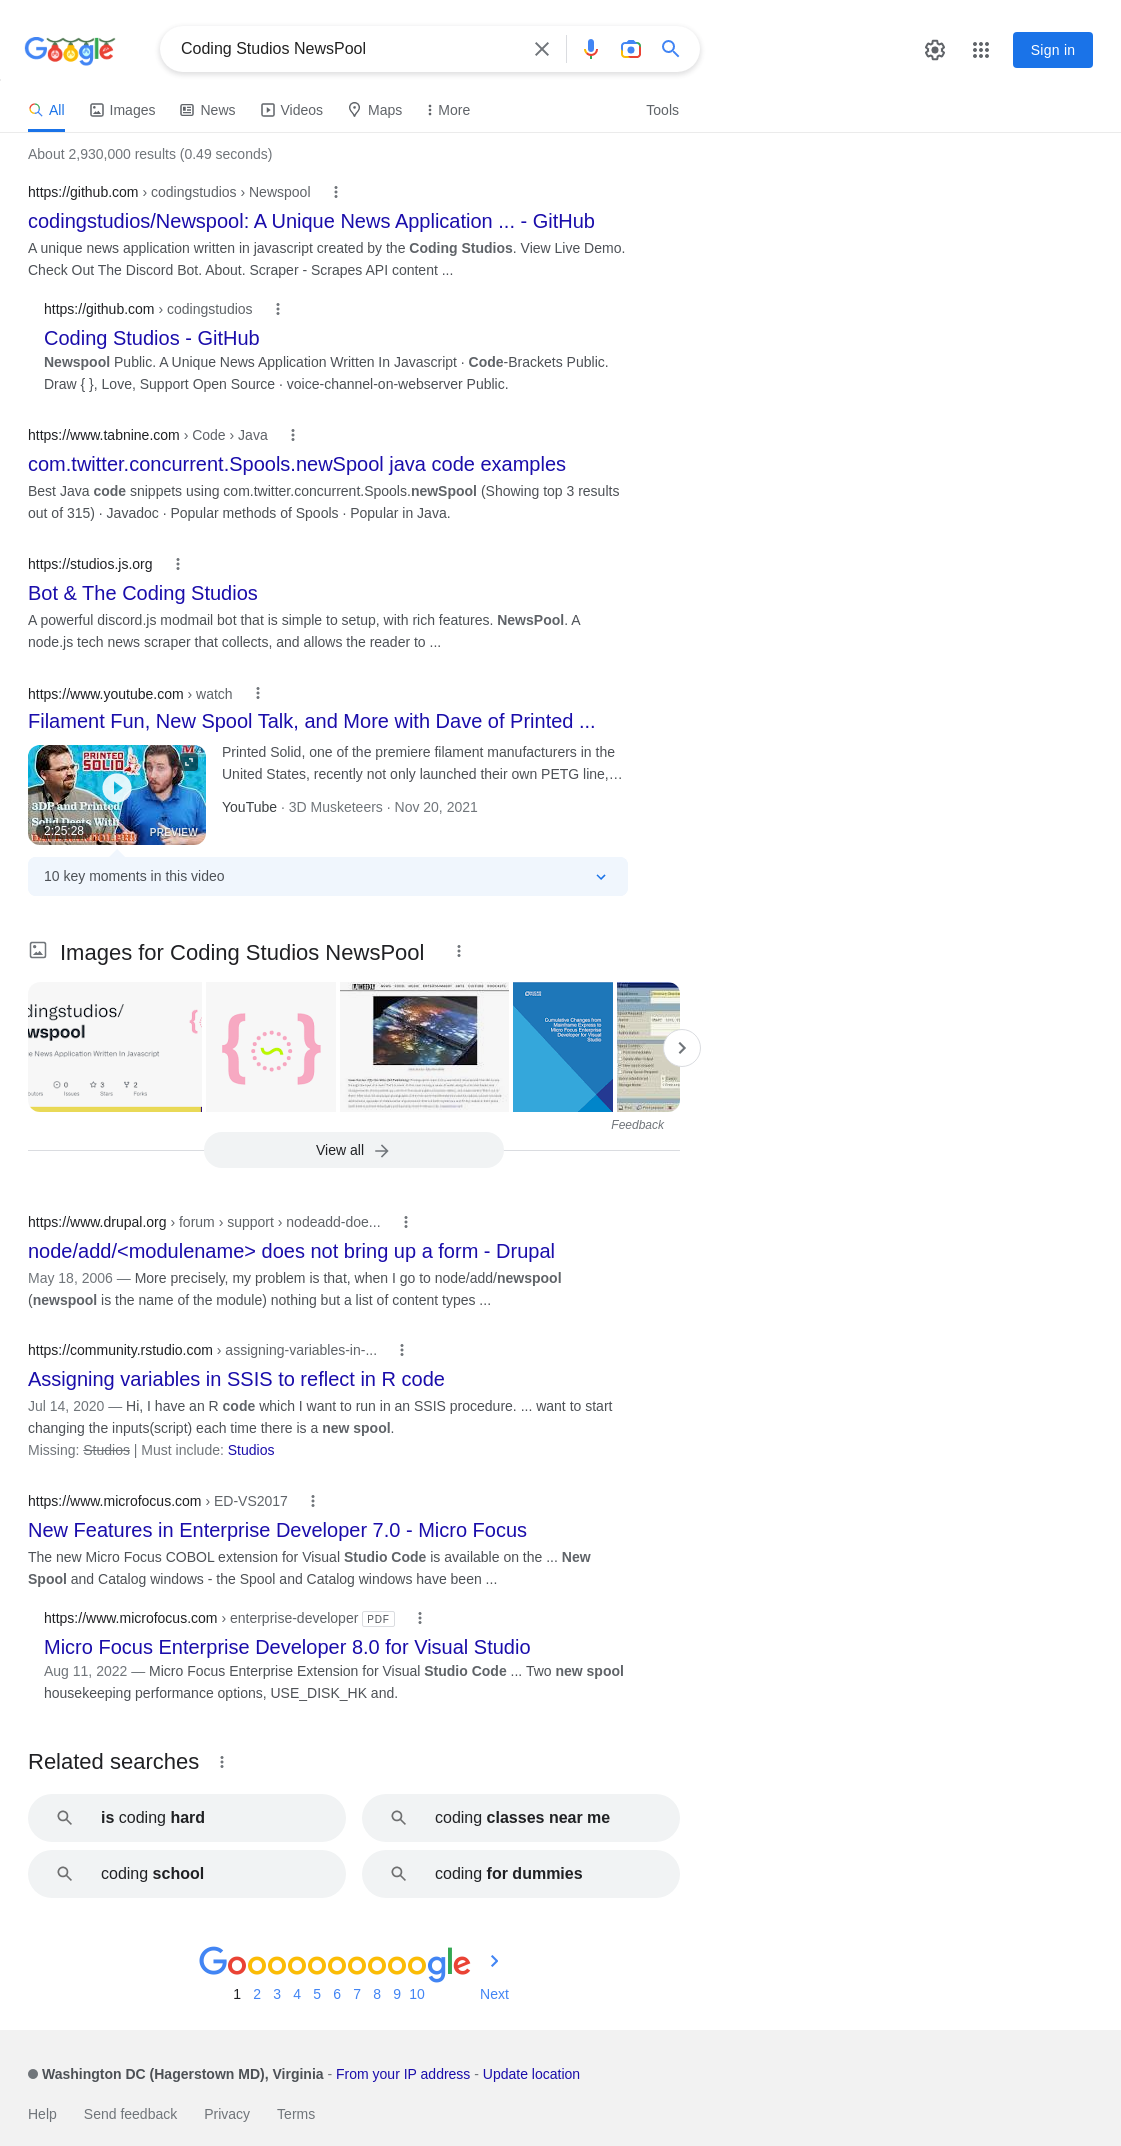 Google
Coding Studios NewsPool
Sign in
All
Images
News
Videos
Maps
More
Tools
About 2,930,000 results (0.49 seconds)
https://github.com › codingstudios › Newspool
codingstudios/Newspool: A Unique News Application ... - GitHub
A unique news application written in javascript created by the Coding Studios. View Live Demo.
Check Out The Discord Bot. About. Scraper - Scrapes API content ...
https://github.com › codingstudios
Coding Studios - GitHub
Newspool Public. A Unique News Application Written In Javascript · Code-Brackets Public.
Draw { }, Love, Support Open Source · voice-channel-on-webserver Public.
https://www.tabnine.com › Code › Java
com.twitter.concurrent.Spools.newSpool java code examples
Best Java code snippets using com.twitter.concurrent.Spools.newSpool (Showing top 3 results
out of 315) · Javadoc · Popular methods of Spools · Popular in Java.
https://studios.js.org
Bot & The Coding Studios
A powerful discord.js modmail bot that is simple to setup, with rich features. NewsPool. A
node.js tech news scraper that collects, and allows the reader to ...
https://www.youtube.com › watch
Filament Fun, New Spool Talk, and More with Dave of Printed ...
PRINTED
SOLID
3DP and Printed
Solid Deets With
2:25:28
PREVIEW
Printed Solid, one of the premiere filament manufacturers in the
United States, recently not only launched their own PETG line,…
YouTube · 3D Musketeers · Nov 20, 2021
10 key moments in this video
Images for Coding Studios NewsPool
dingstudios/
wspool
e News Application Written In Javascript
0
3
2
butors
Issues
Stars
Forks
WEEKLY
Cumulative Changes from
Mainframe Express to
Micro Focus Enterprise
Developer for Visual
Studio
Feedback
View all
https://www.drupal.org › forum › support › nodeadd-doe...
node/add/<modulename> does not bring up a form - Drupal
May 18, 2006 — More precisely, my problem is that, when I go to node/add/newspool
(newspool is the name of the module) nothing but a list of content types ...
https://community.rstudio.com › assigning-variables-in-...
Assigning variables in SSIS to reflect in R code
Jul 14, 2020 — Hi, I have an R code which I want to run in an SSIS procedure. ... want to start
changing the inputs(script) each time there is a new spool.
Missing: Studios | Must include: Studios
https://www.microfocus.com › ED-VS2017
New Features in Enterprise Developer 7.0 - Micro Focus
The new Micro Focus COBOL extension for Visual Studio Code is available on the ... New
Spool and Catalog windows - the Spool and Catalog windows have been ...
https://www.microfocus.com › enterprise-developer PDF
Micro Focus Enterprise Developer 8.0 for Visual Studio
Aug 11, 2022 — Micro Focus Enterprise Extension for Visual Studio Code ... Two new spool
housekeeping performance options, USE_DISK_HK and.
Related searches
is coding hard
coding classes near me
coding school
coding for dummies
Goooooooooogle
1 2 3 4 5 6 7 8 9 10 Next
Washington DC (Hagerstown MD), Virginia - From your IP address - Update location
Help Send feedback Privacy Terms